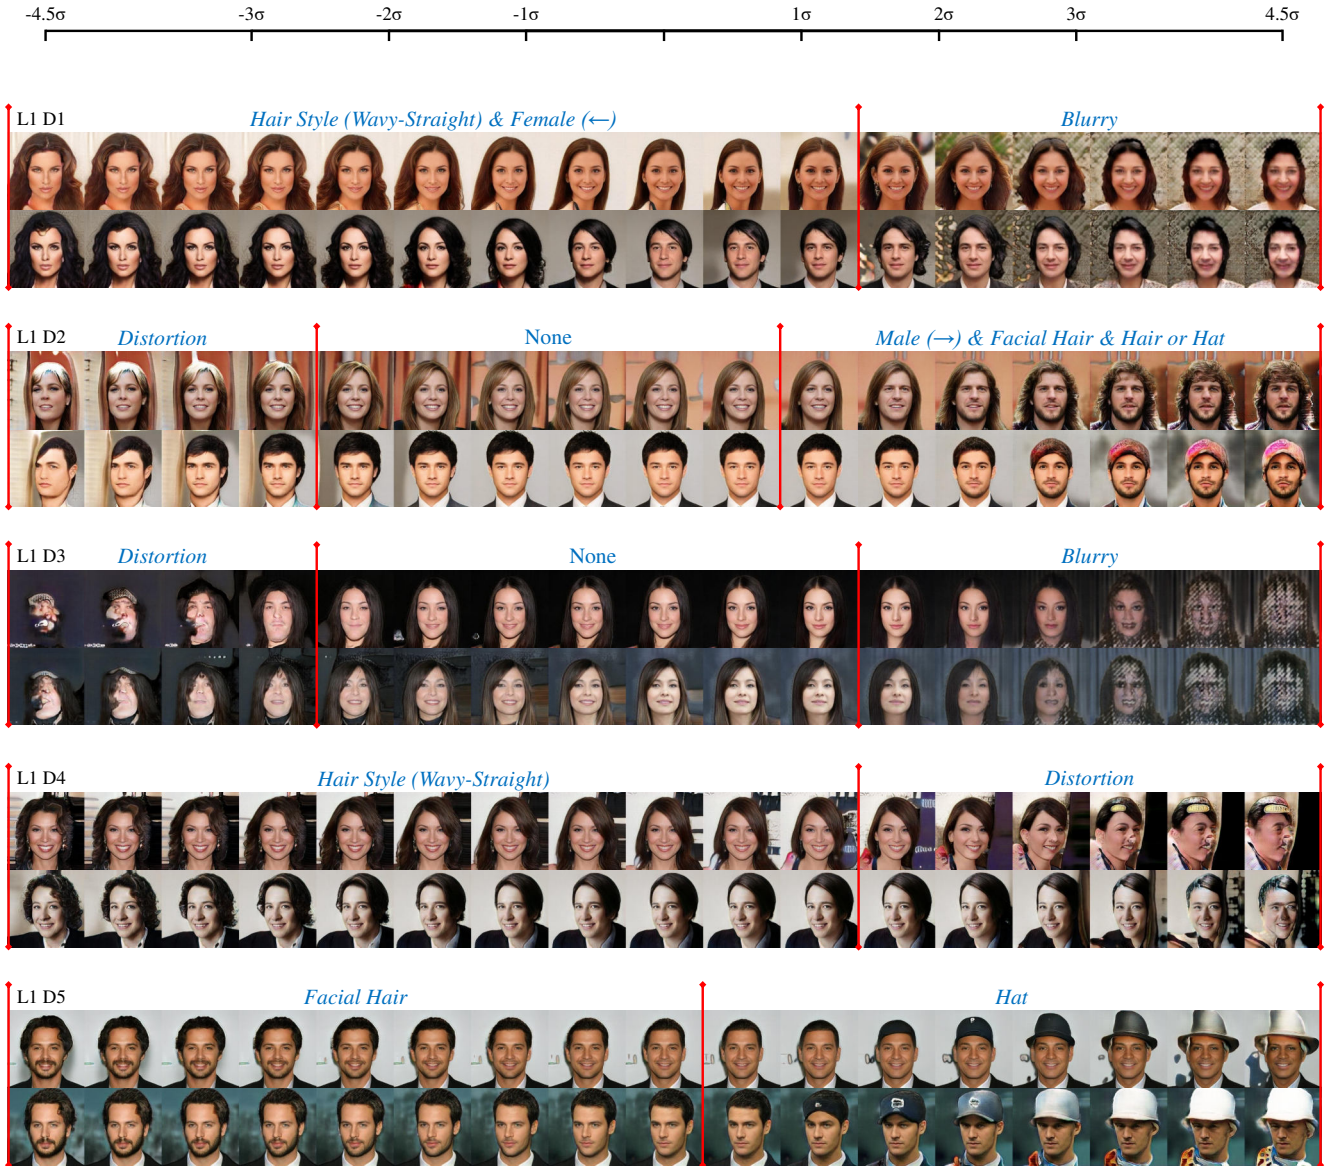 -4.5σ -3σ -2σ -1σ 1σ 2σ 3σ 4.5σ
L1 D1 Hair Style (Wavy-Straight) & Female (←) Blurry
L1 D2 Distortion None Male (→) & Facial Hair & Hair or Hat
L1 D3 Distortion None Blurry
L1 D4 Hair Style (Wavy-Straight) Distortion
L1 D5 Facial Hair Hat